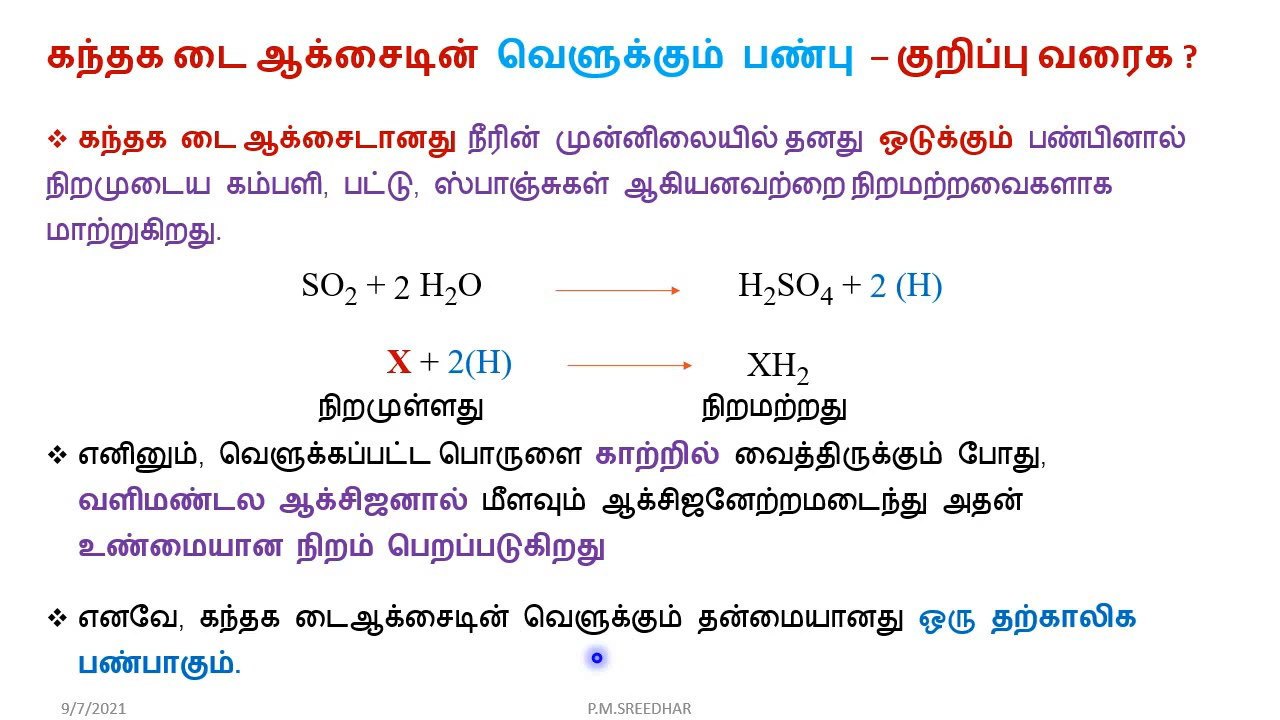 கந்தக டை ஆக்சைடின் வெளுக்கும் பண்பு – குறிப்பு வரைக ?
❖ கந்தக டை ஆக்சைடானது நீரின் முன்னிலையில் தனது ஒடுக்கும் பண்பினால்
நிறமுடைய கம்பளி, பட்டு, ஸ்பாஞ்சுகள் ஆகியனவற்றை நிறமற்றவைகளாக
மாற்றுகிறது.
SO₂ + 2 H₂O ⟶ H₂SO₄ + 2 (H)
X + 2(H) ⟶ XH₂
நிறமுள்ளது நிறமற்றது
❖ எனினும், வெளுக்கப்பட்ட பொருளை காற்றில் வைத்திருக்கும் போது,
வளிமண்டல ஆக்சிஜனால் மீளவும் ஆக்சிஜனேற்றமடைந்து அதன்
உண்மையான நிறம் பெறப்படுகிறது
❖ எனவே, கந்தக டைஆக்சைடின் வெளுக்கும் தன்மையானது ஒரு தற்காலிக
பண்பாகும்.
9/7/2021 P.M.SREEDHAR